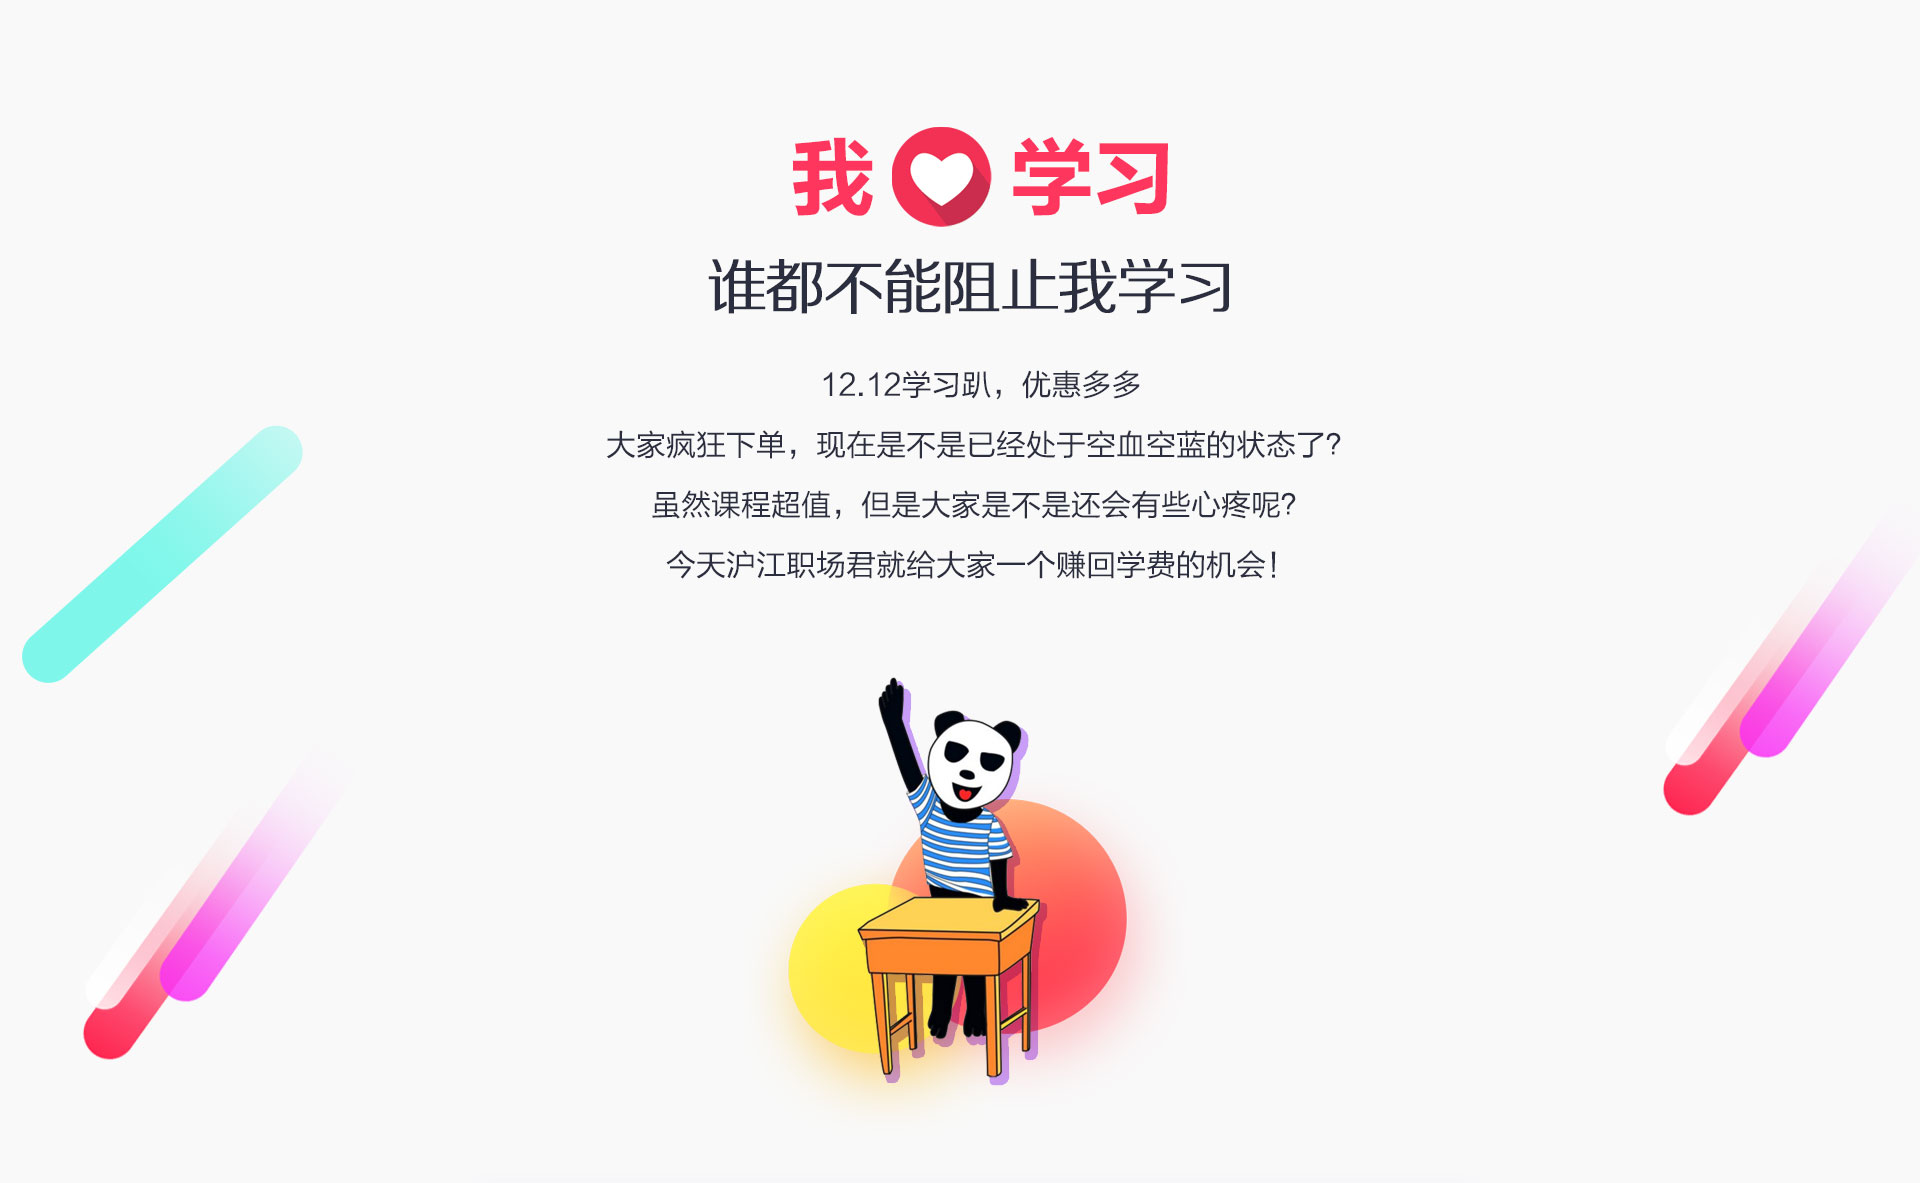 我学习
谁都不能阻止我学习
12.12学习趴，优惠多多
大家疯狂下单，现在是不是已经处于空血空蓝的状态了？
虽然课程超值，但是大家是不是还会有些心疼呢？
今天沪江职场君就给大家一个赚回学费的机会！